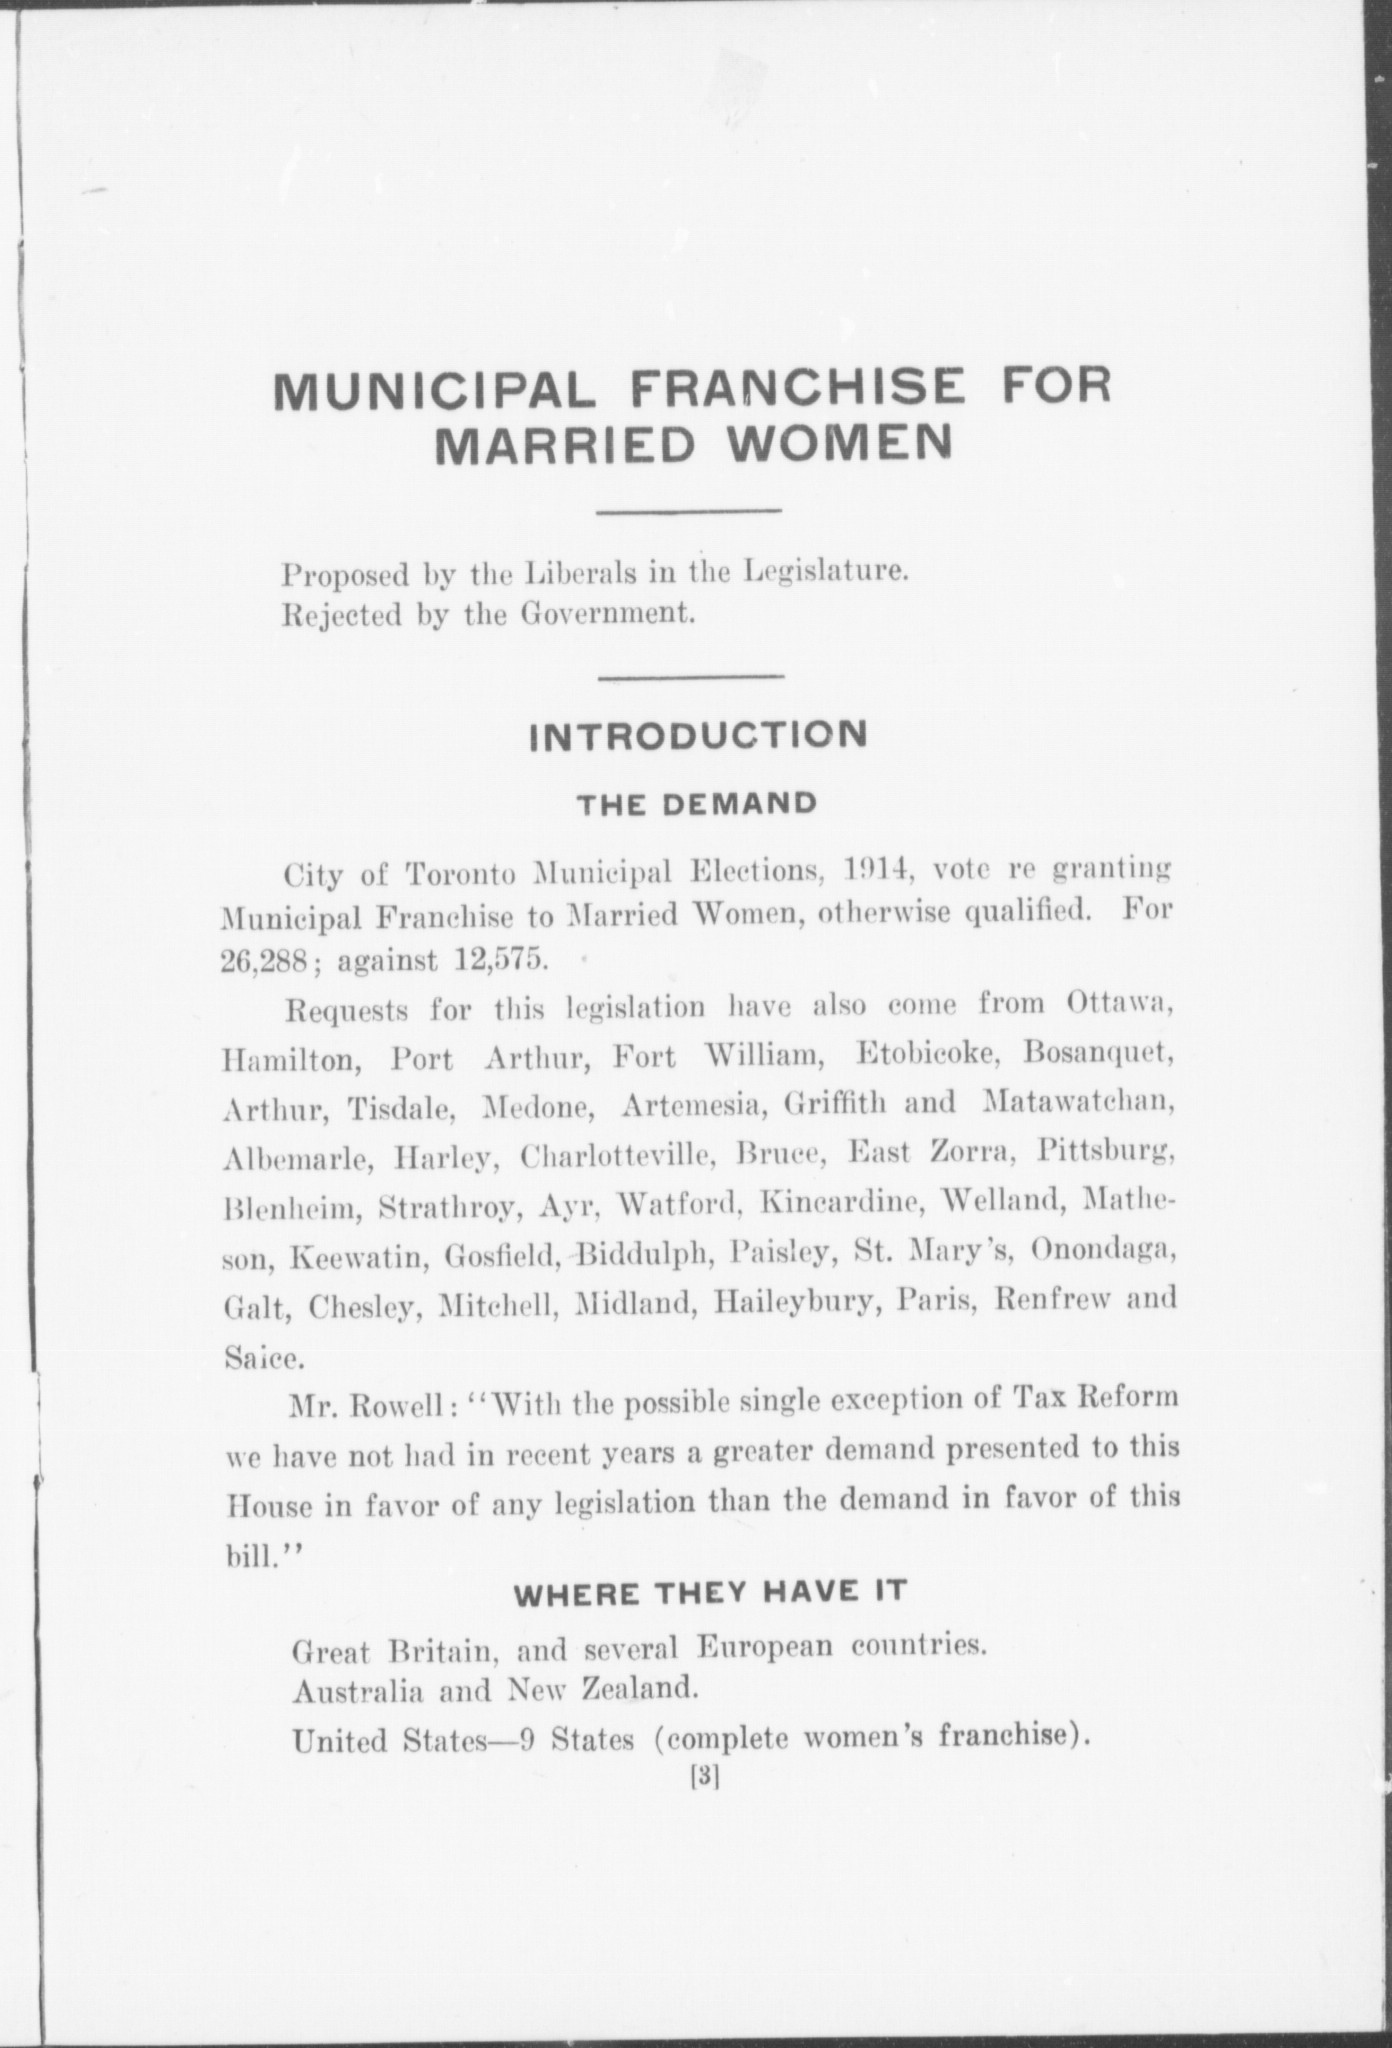 MUNICIPAL FRANCHISE FOR
MARRIED WOMEN
Proposed by the Liberals in the Legislature.
Rejected by the Government.
INTRODUCTION
THE DEMAND
City of Toronto Municipal Elections, 1914, vote re granting
Municipal Franchise to Married Women, otherwise qualified. For
26,288; against 12,575.
Requests for this legislation have also come from Ottawa,
Hamilton, Port Arthur, Fort William, Etobicoke, Bosanquet,
Arthur, Tisdale, Medone, Artemesia, Griffith and Matawatchan,
Albemarle, Harley, Charlotteville, Bruce, East Zorra, Pittsburg,
Blenheim, Strathroy, Ayr, Watford, Kincardine, Welland, Mathe-
son, Keewatin, Gosfield, Biddulph, Paisley, St. Mary's, Onondaga,
Galt, Chesley, Mitchell, Midland, Haileybury, Paris, Renfrew and
Saice.
Mr. Rowell: "With the possible single exception of Tax Reform
we have not had in recent years a greater demand presented to this
House in favor of any legislation than the demand in favor of this
bill."
WHERE THEY HAVE IT
Great Britain, and several European countries.
Australia and New Zealand.
United States—9 States (complete women's franchise).
[3]